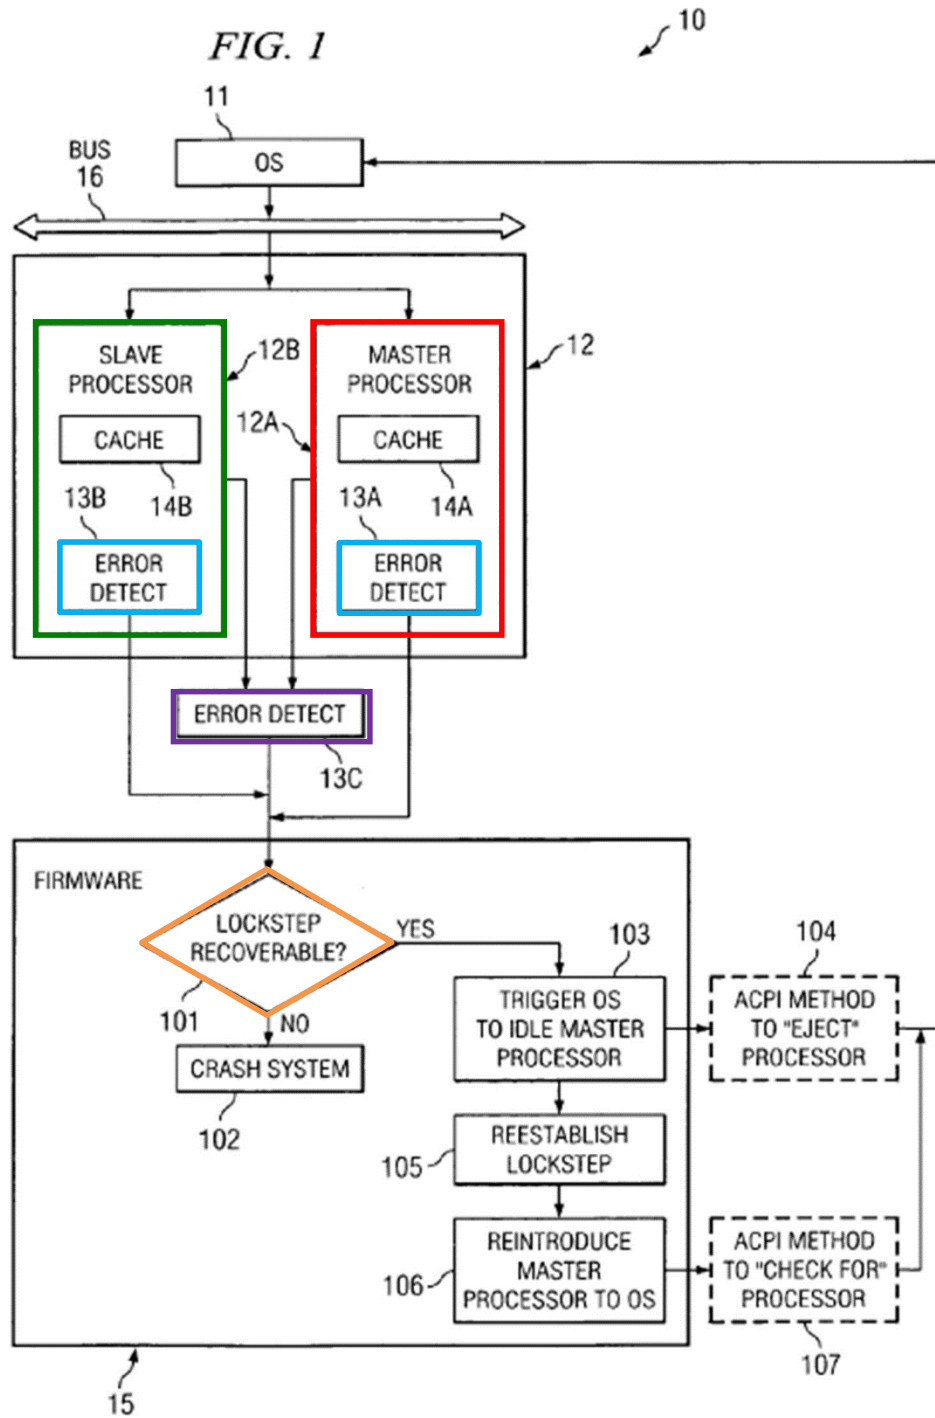 FIG. 1
10
11
OS
BUS
16
12
SLAVE
PROCESSOR
12B
MASTER
PROCESSOR
12A
CACHE
CACHE
13B
14B
13A
14A
ERROR
DETECT
ERROR
DETECT
ERROR DETECT
13C
FIRMWARE
LOCKSTEP
RECOVERABLE?
YES
101
NO
CRASH SYSTEM
102
103
TRIGGER OS
TO IDLE MASTER
PROCESSOR
104
ACPI METHOD
TO "EJECT"
PROCESSOR
105
REESTABLISH
LOCKSTEP
106
REINTRODUCE
MASTER
PROCESSOR TO OS
ACPI METHOD
TO "CHECK FOR"
PROCESSOR
107
15